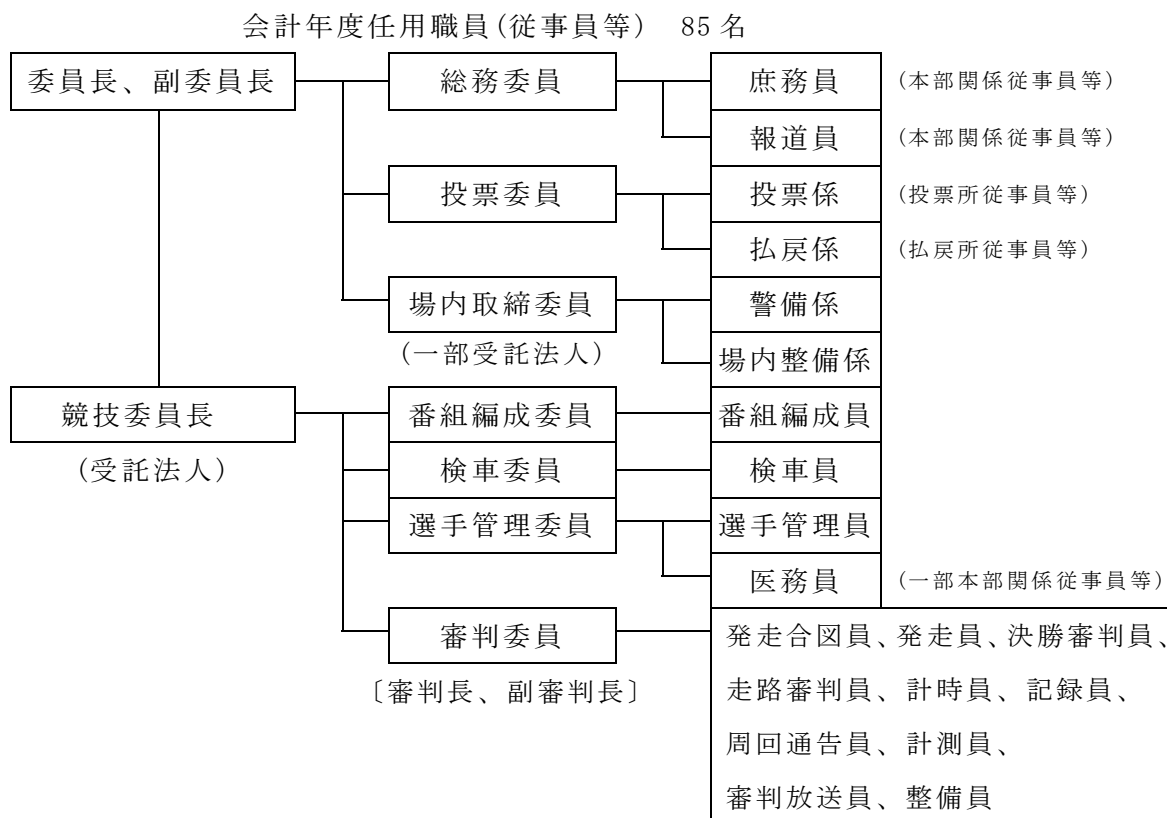 会計年度任用職員(従事員等) 85名
委員長、副委員長 総務委員 庶務員 (本部関係従事員等)
報道員 (本部関係従事員等)
投票委員 投票係 (投票所従事員等)
払戻係 (払戻所従事員等)
場内取締委員 警備係
(一部受託法人) 場内整備係
競技委員長 番組編成委員 番組編成員
(受託法人) 検車委員 検車員
選手管理委員 選手管理員
医務員 (一部本部関係従事員等)
審判委員 発走合図員、発走員、決勝審判員、
〔審判長、副審判長〕 走路審判員、計時員、記録員、
周回通告員、計測員、
審判放送員、整備員